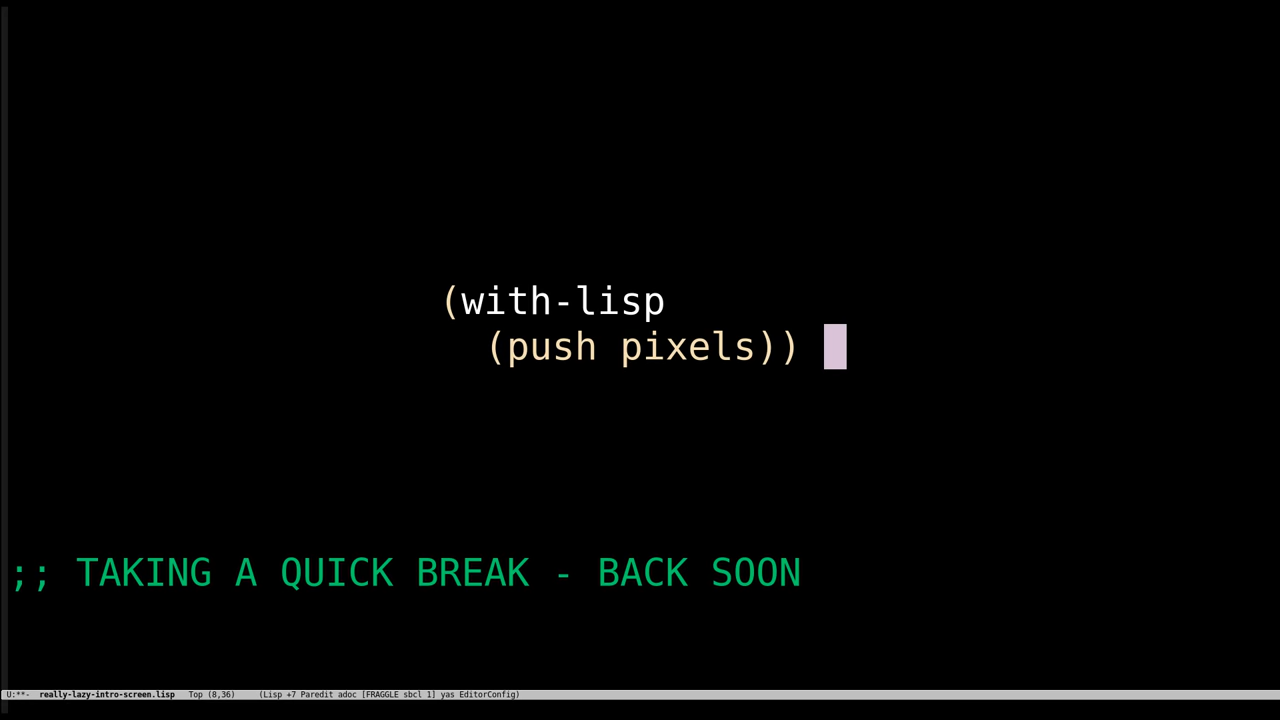 (with-lisp
(push pixels))
;; TAKING A QUICK BREAK - BACK SOON
U:**- really-lazy-intro-screen.lisp Top (8,36) (Lisp +7 Paredit adoc [FRAGGLE sbcl 1] yas EditorConfig)